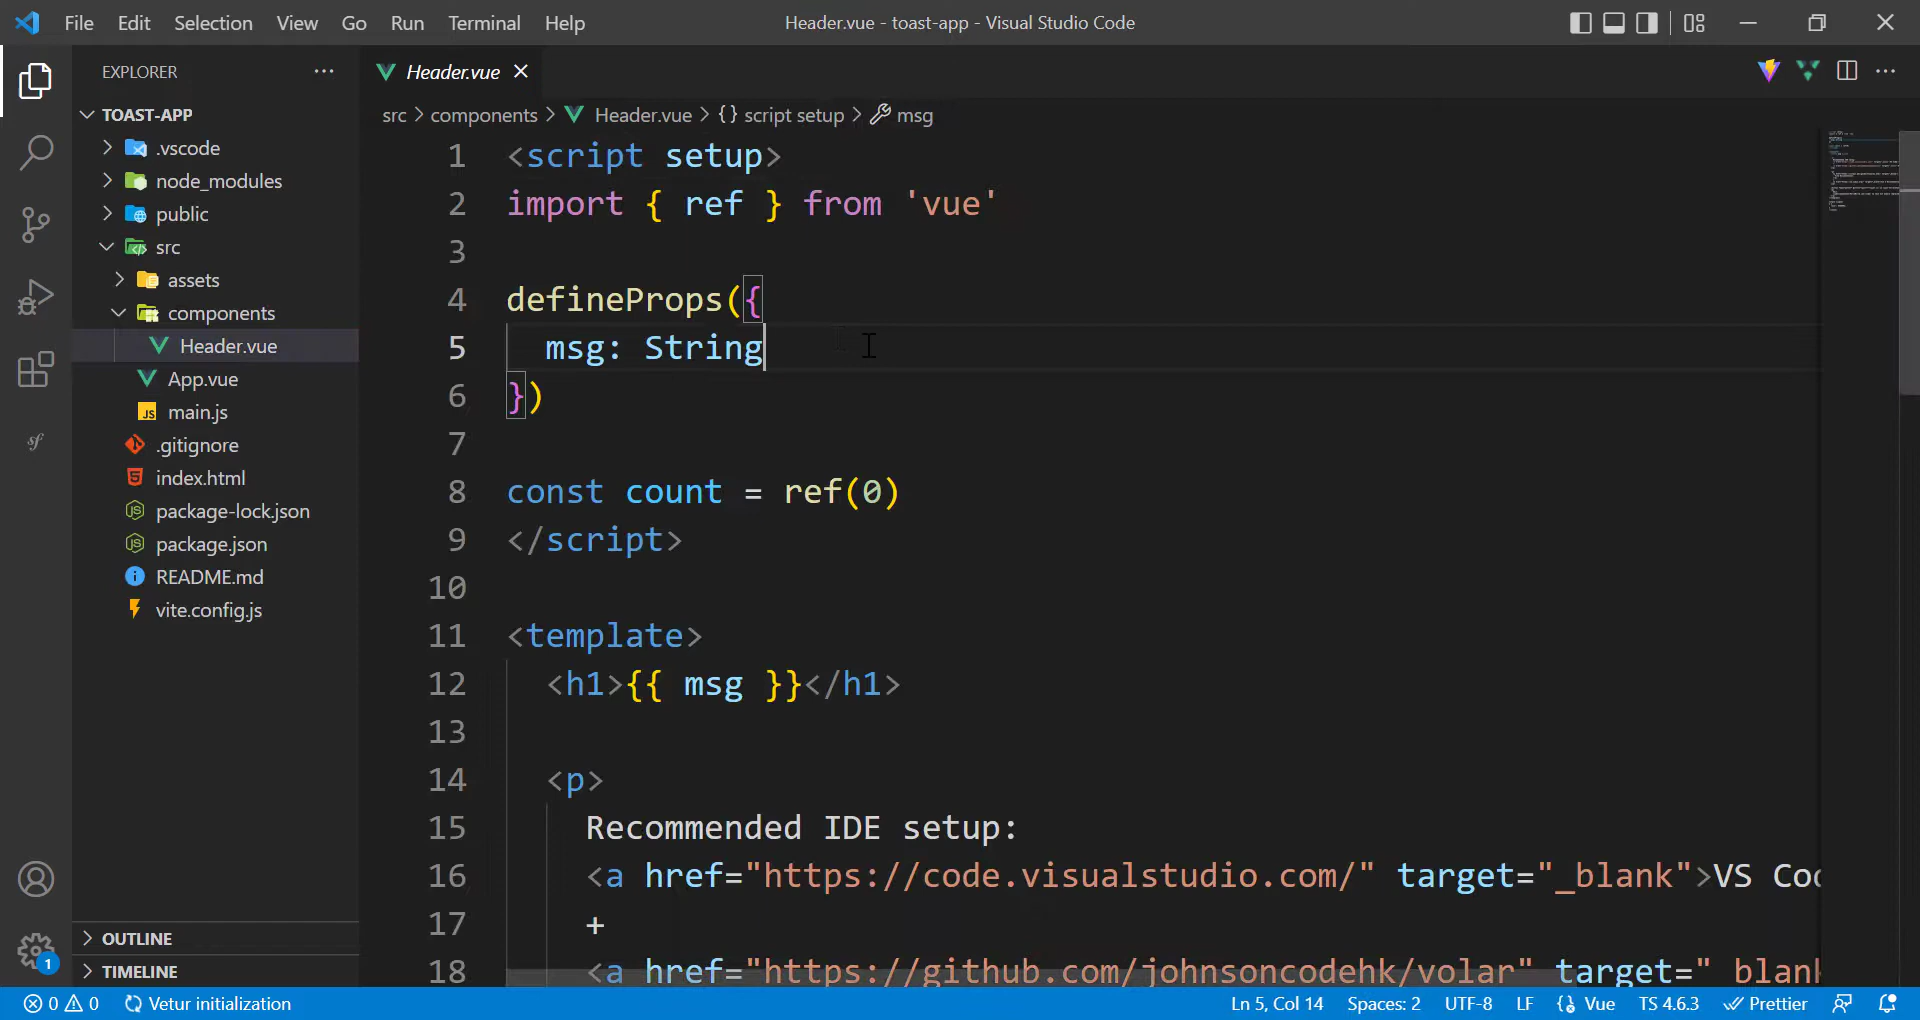 File Edit Selection View Go Run Terminal Help
Header.vue - toast-app - Visual Studio Code
EXPLORER
TOAST-APP
.vscode
node_modules
public
src
assets
components
Header.vue
App.vue
main.js
.gitignore
index.html
package-lock.json
package.json
README.md
vite.config.js
OUTLINE
TIMELINE
1
Header.vue
src > components > Header.vue > {} script setup > msg
1 <script setup>
2 import { ref } from 'vue'
3
4 defineProps({
5 msg: String
6 })
7
8 const count = ref(0)
9 </script>
10
11 <template>
12 <h1>{{ msg }}</h1>
13
14 <p>
15 Recommended IDE setup:
16 <a href="https://code.visualstudio.com/" target="_blank">VS Cod
17 +
18 <a href="https://github.com/johnsoncodehk/volar" target="_blank
0 0 Vetur initialization
Ln 5, Col 14 Spaces: 2 UTF-8 LF Vue TS 4.6.3 Prettier